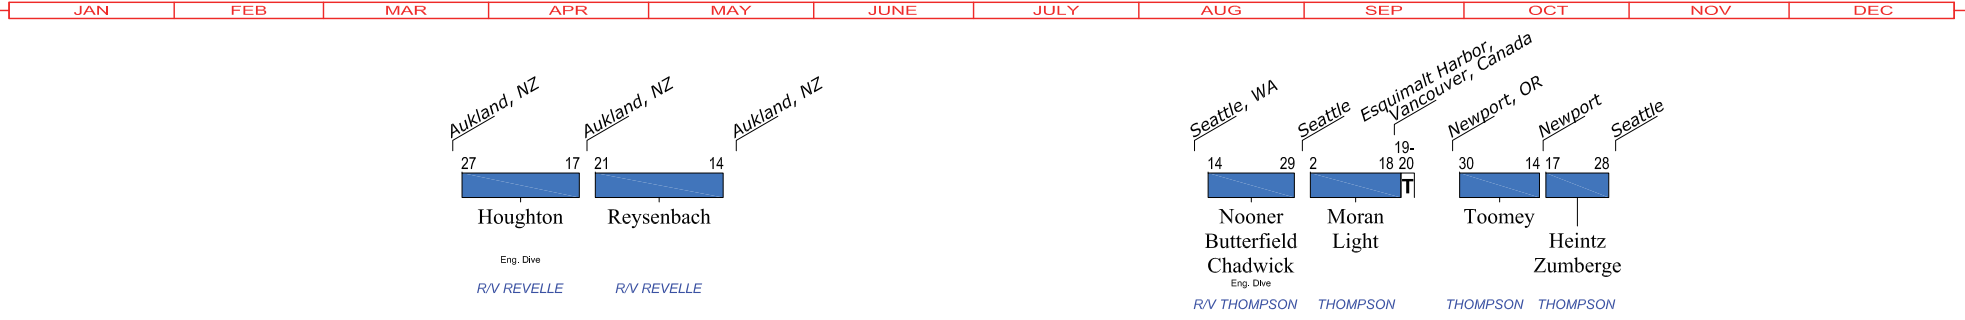 JAN FEB MAR APR MAY JUNE JULY AUG SEP OCT NOV DEC
Aukland, NZ
Aukland, NZ
Aukland, NZ
Seattle, WA
Seattle
Esquimalt Harbor,
Vancouver, Canada
Newport, OR
Newport
Seattle
19-
27 17 21 14 14 29 2 18 20 30 14 17 28
T
Houghton Reysenbach Nooner Moran Toomey
Butterfield Light Heintz
Chadwick Zumberge
Eng. Dive
Eng. DIve
R/V REVELLE R/V REVELLE
R/V THOMPSON THOMPSON THOMPSON THOMPSON